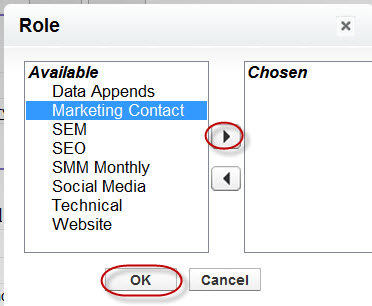 Role
Available
Chosen
Data Appends
Marketing Contact
SEM
SEO
SMM Monthly
Social Media
Technical
Website
OK
Cancel